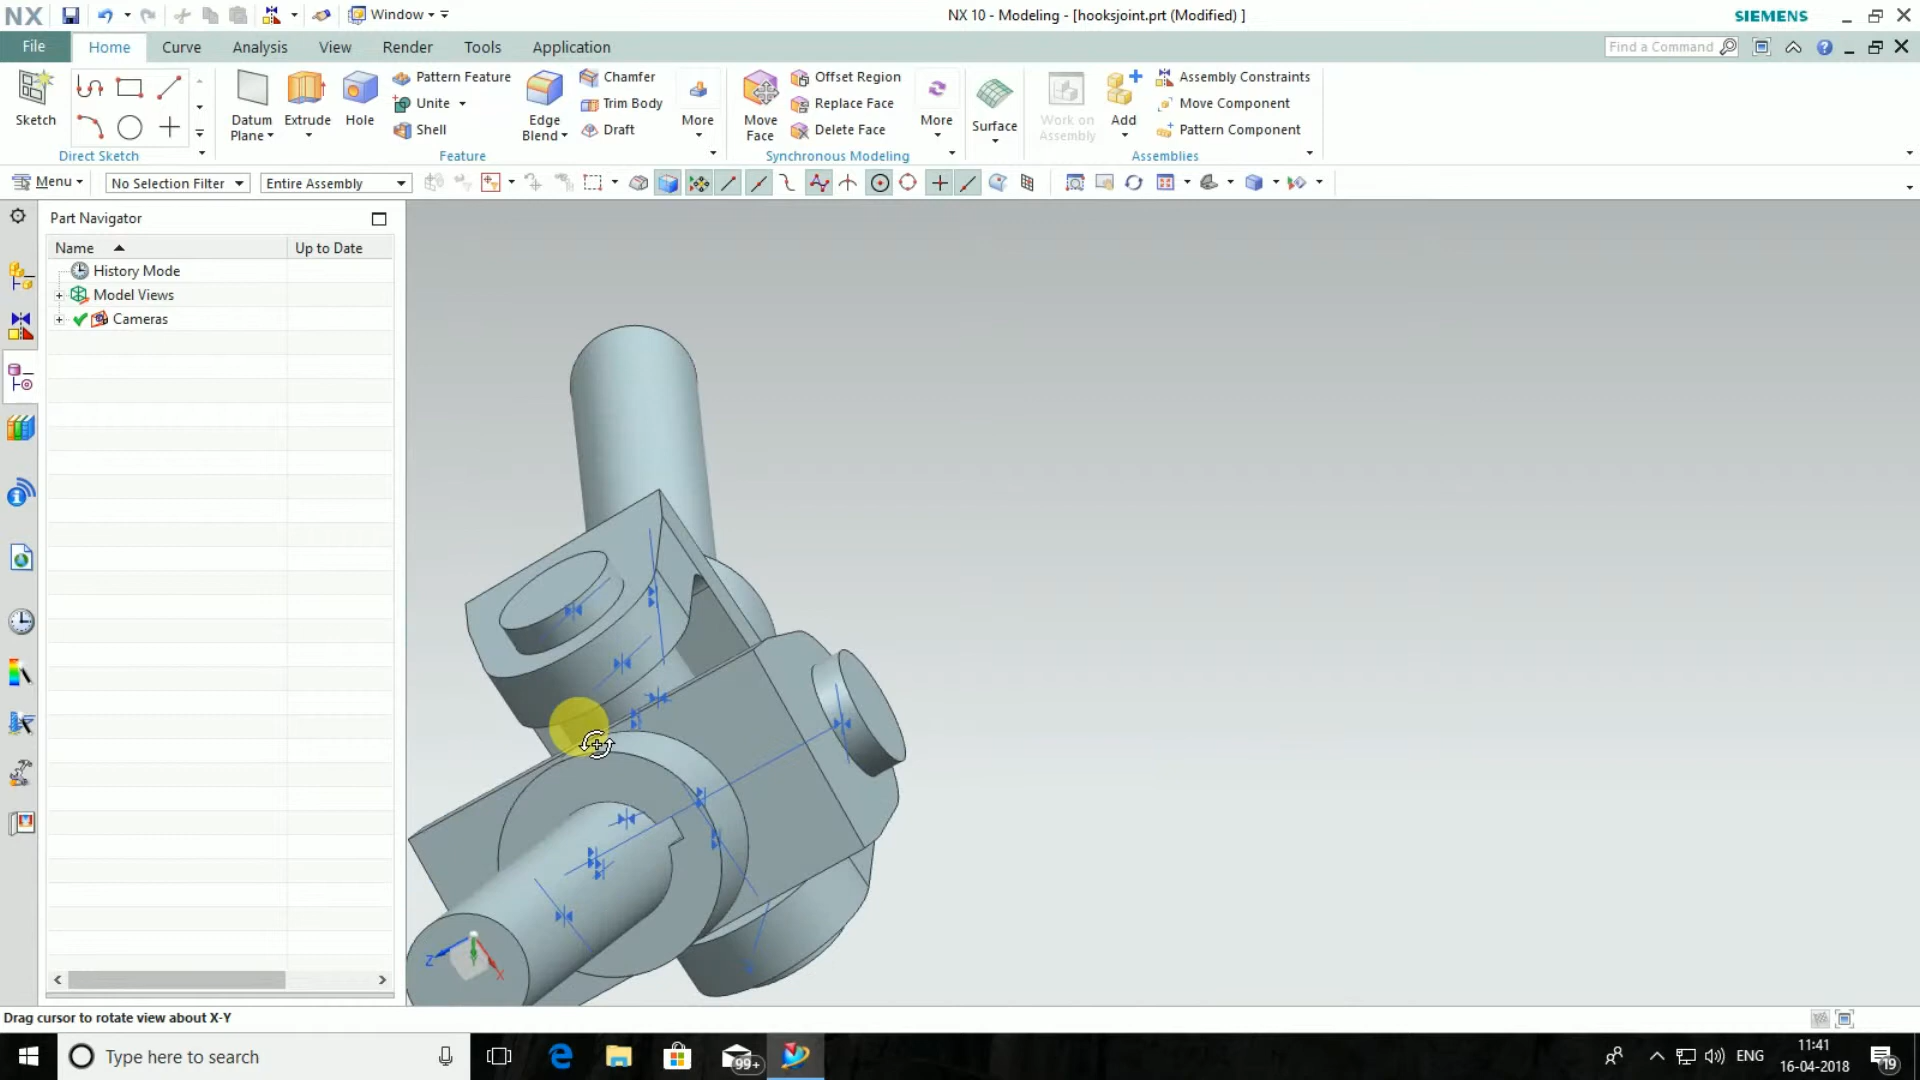 NX
Window
NX 10 - Modeling - [hooksjoint.prt (Modified) ]
SIEMENS
File
Home
Curve
Analysis
View
Render
Tools
Application
Find a Command
Sketch
Direct Sketch
Datum
Plane
Extrude
Hole
Pattern Feature
Unite
Shell
Edge
Blend
Chamfer
Trim Body
Draft
More
Feature
Move
Face
Offset Region
Replace Face
Delete Face
More
Synchronous Modeling
Surface
Work on
Assembly
Add
Assembly Constraints
Move Component
Pattern Component
Assemblies
Menu
No Selection Filter
Entire Assembly
Part Navigator
Name
Up to Date
History Mode
Model Views
Cameras
Z
X
Drag cursor to rotate view about X-Y
Type here to search
99+
ENG
11:41
16-04-2018
19